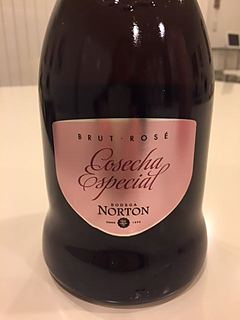 BRUT · ROSÉ
Cosecha
Especial
BODEGA
NORTON